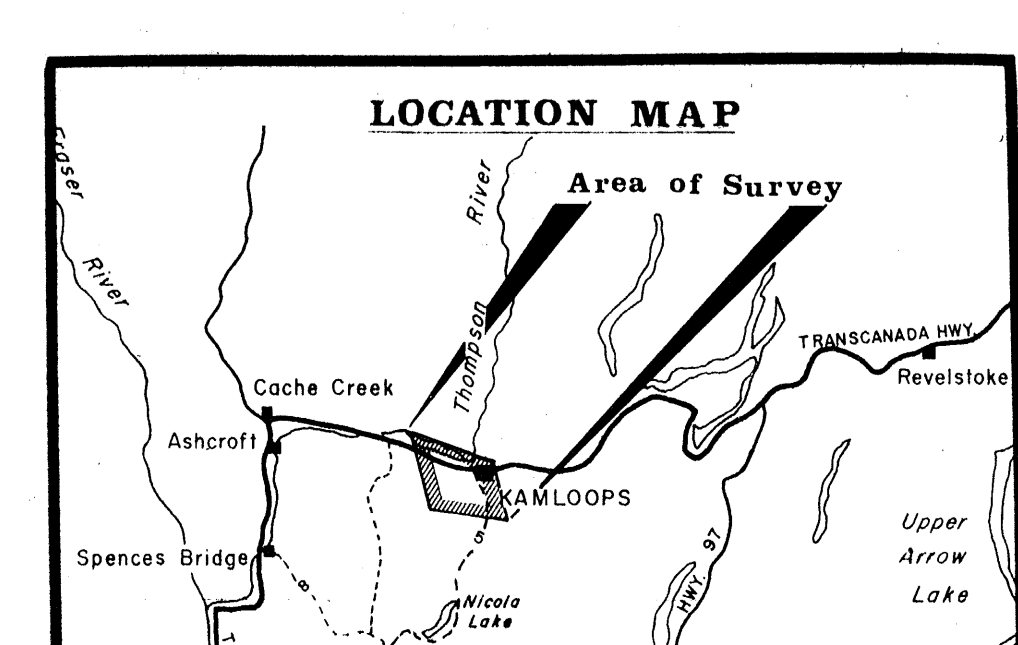 LOCATION MAP
Area of Survey
Fraser
River
River
Thompson
TRANSCANADA HWY.
Revelstoke
Cache Creek
Ashcroft
KAMLOOPS
Spences Bridge
5
8
HWY. 97
Upper
Arrow
Lake
Nicola
Lake
T